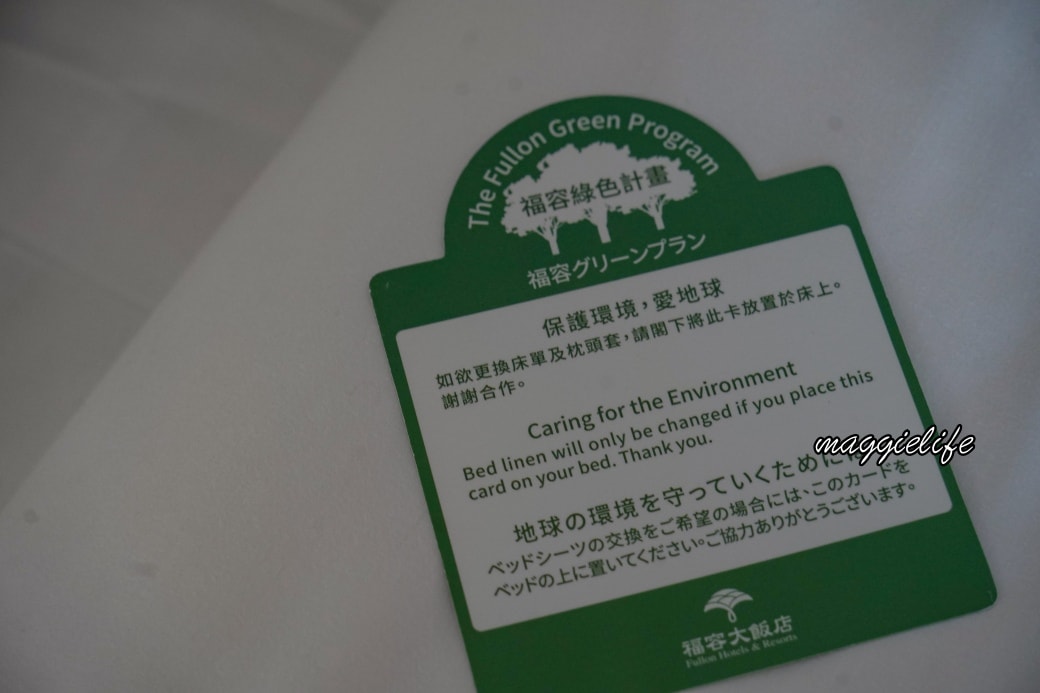 The Fullon Green Program
福容綠色計畫
福容グリーンプラン
保護環境，愛地球
如欲更換床單及枕頭套，請閣下將此卡放置於床上。
謝謝合作。
Caring for the Environment
Bed linen will only be changed if you place this
card on your bed. Thank you.
maggielife
地球の環境を守っていくために
ベッドシーツの交換をご希望の場合には、このカードを
ベッドの上に置いてください。ご協力ありがとうございます。
福容大飯店
Fullon Hotels & Resorts